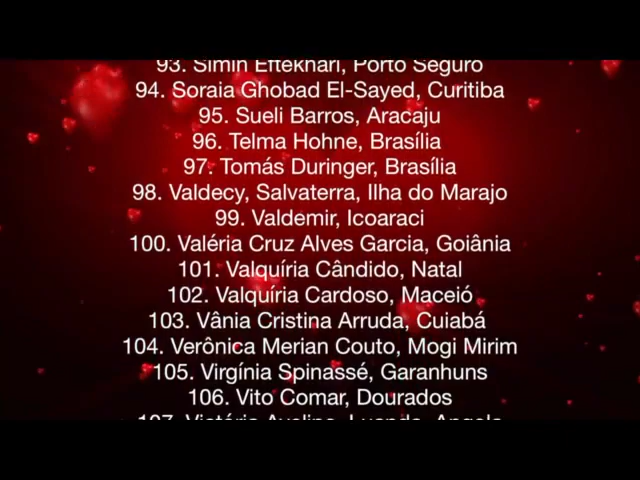 93. Simin Eftekhari, Porto Seguro
94. Soraia Ghobad El-Sayed, Curitiba
95. Sueli Barros, Aracaju
96. Telma Hohne, Brasília
97. Tomás Duringer, Brasília
98. Valdecy, Salvaterra, Ilha do Marajo
99. Valdemir, Icoaraci
100. Valéria Cruz Alves Garcia, Goiânia
101. Valquíria Cândido, Natal
102. Valquíria Cardoso, Maceió
103. Vânia Cristina Arruda, Cuiabá
104. Verônica Merian Couto, Mogi Mirim
105. Virgínia Spinassé, Garanhuns
106. Vito Comar, Dourados
107. Luanda, Angola